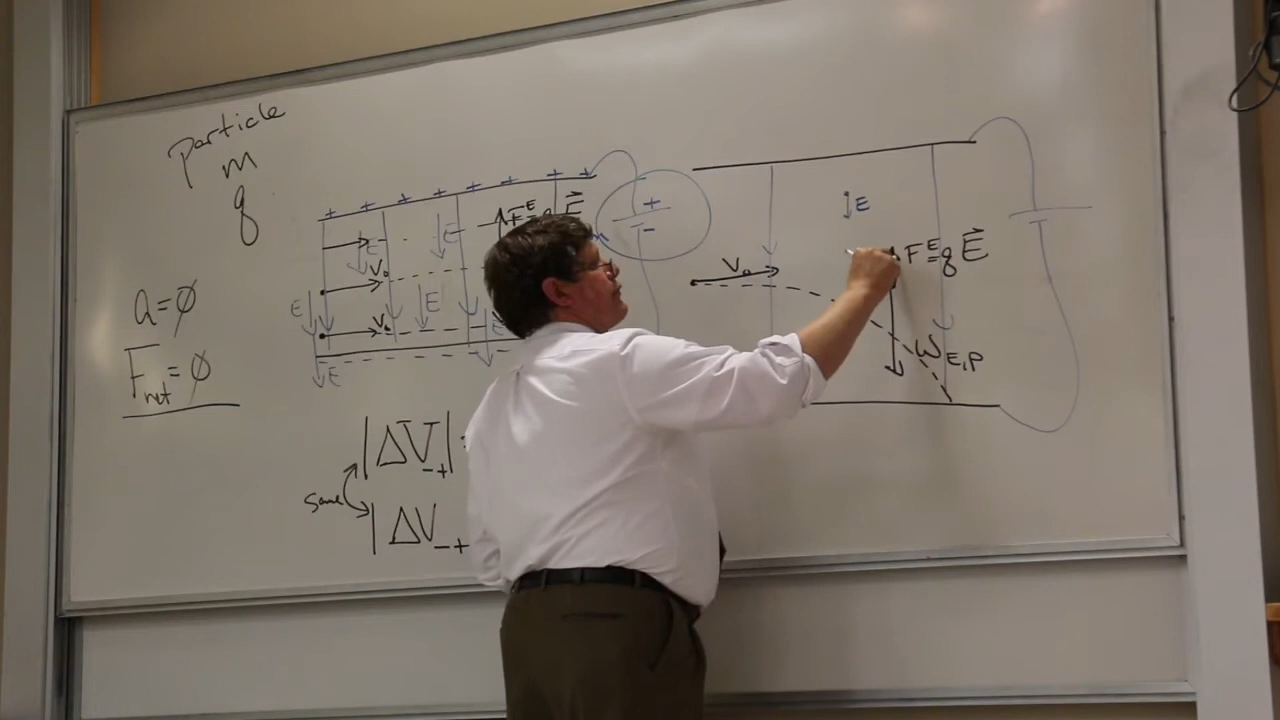 particle
m
q
a=∅
F_net=∅
+ + + + + + + +
E E E E E E
V₀
V₀
F^E=qE⃗
+
-
|ΔV_-+|
same
|ΔV_-+
E
V₀
F^E=qE⃗
W_E,P